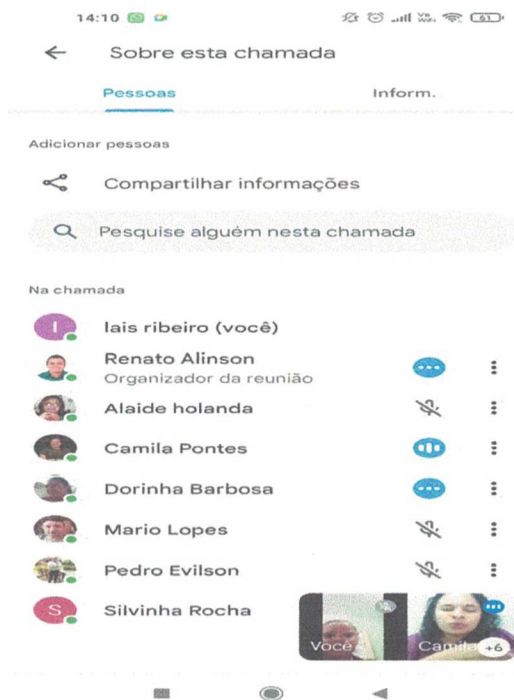 14:10
61
Sobre esta chamada
Pessoas
Inform.
Adicionar pessoas
Compartilhar informações
Pesquise alguém nesta chamada
Na chamada
l
lais ribeiro (você)
Renato Alinson
Organizador da reunião
Alaide holanda
Camila Pontes
Dorinha Barbosa
Mario Lopes
Pedro Evilson
S
Silvinha Rocha
Você
Camila
+6